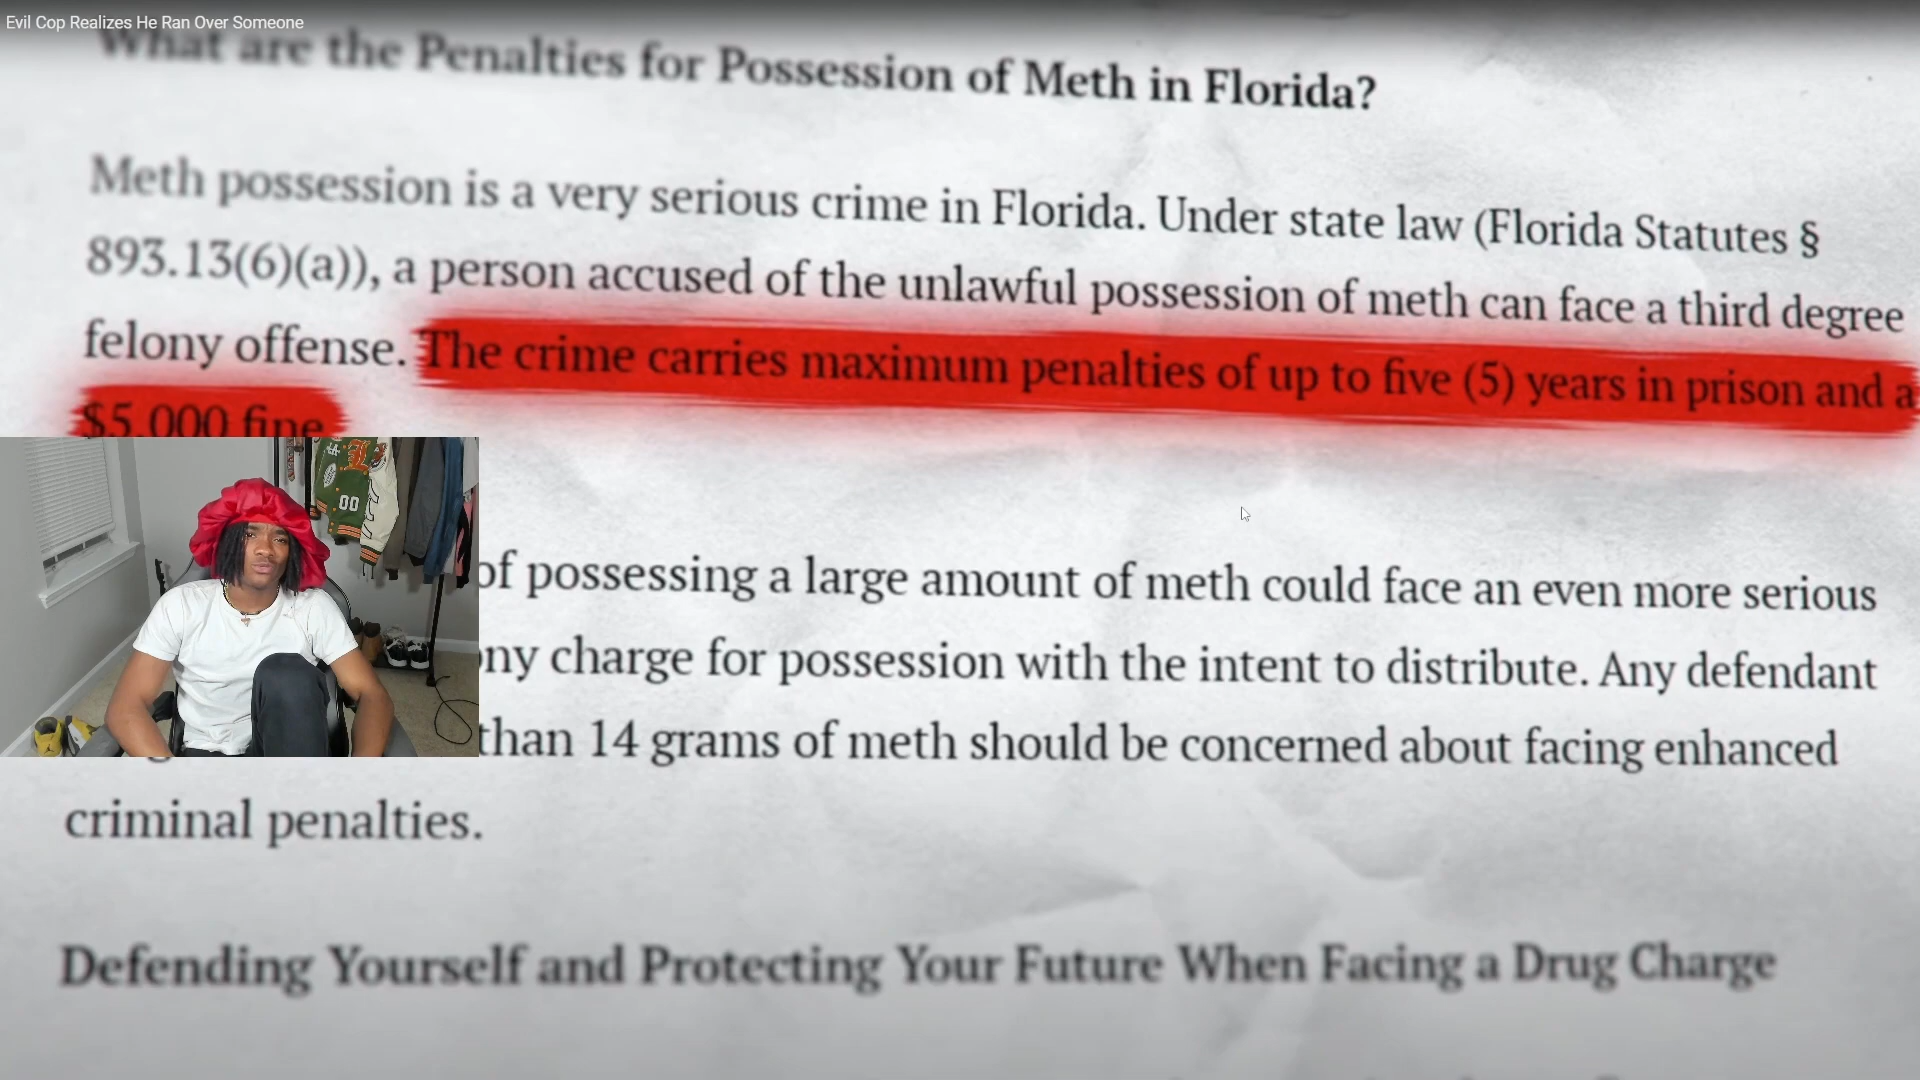 Evil Cop Realizes He Ran Over Someone
What are the Penalties for Possession of Meth in Florida?
Meth possession is a very serious crime in Florida. Under state law (Florida Statutes §
893.13(6)(a)), a person accused of the unlawful possession of meth can face a third degree
felony offense. The crime carries maximum penalties of up to five (5) years in prison and a
$5,000 fine
of possessing a large amount of meth could face an even more serious
ny charge for possession with the intent to distribute. Any defendant
than 14 grams of meth should be concerned about facing enhanced
criminal penalties.
Defending Yourself and Protecting Your Future When Facing a Drug Charge
00